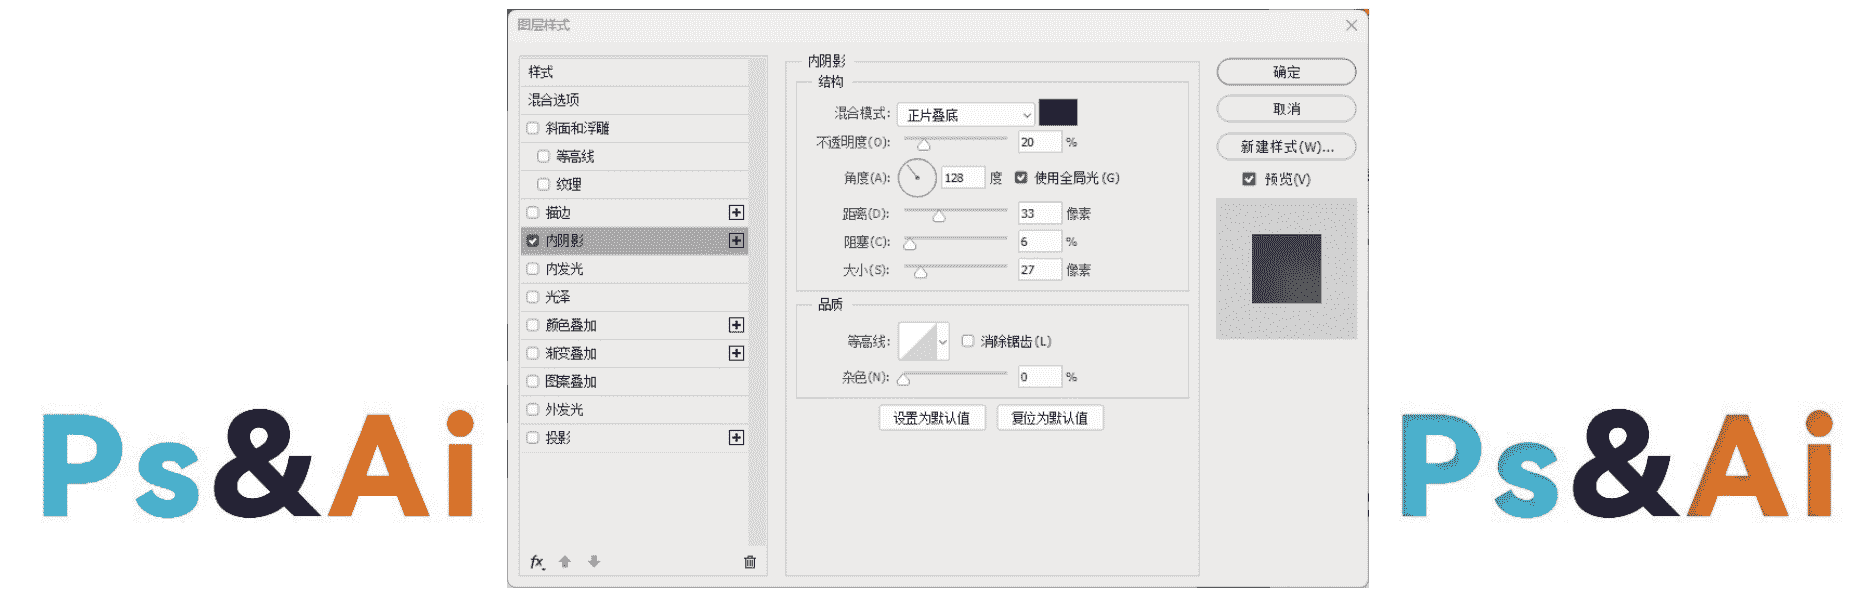 图层样式
样式
混合选项
斜面和浮雕
等高线
纹理
描边
内阴影
内发光
光泽
颜色叠加
渐变叠加
图案叠加
外发光
投影
fx
内阴影
结构
混合模式: 正片叠底
不透明度(O): 20 %
角度(A): 128 度 使用全局光(G)
距离(D): 33 像素
阻塞(C): 6 %
大小(S): 27 像素
品质
等高线: 消除锯齿(L)
杂色(N): 0 %
设置为默认值 复位为默认值
确定
取消
新建样式(W)...
预览(V)
Ps&Ai
Ps&Ai